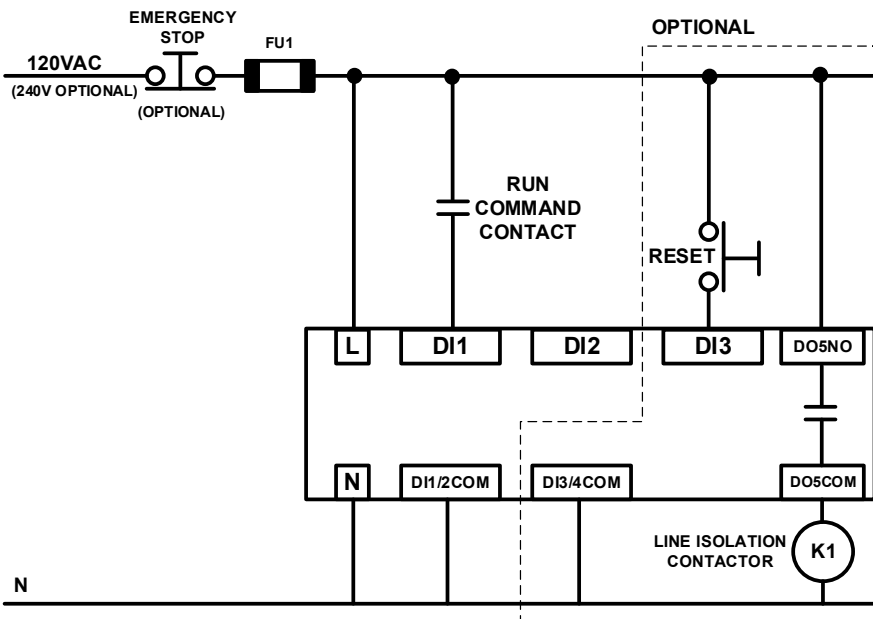 EMERGENCY
STOP
FU1
OPTIONAL
120VAC
(240V OPTIONAL)
(OPTIONAL)
RUN
COMMAND
CONTACT
RESET
L
DI1
DI2
DI3
DO5NO
N
DI1/2COM
DI3/4COM
DO5COM
LINE ISOLATION
CONTACTOR
K1
N